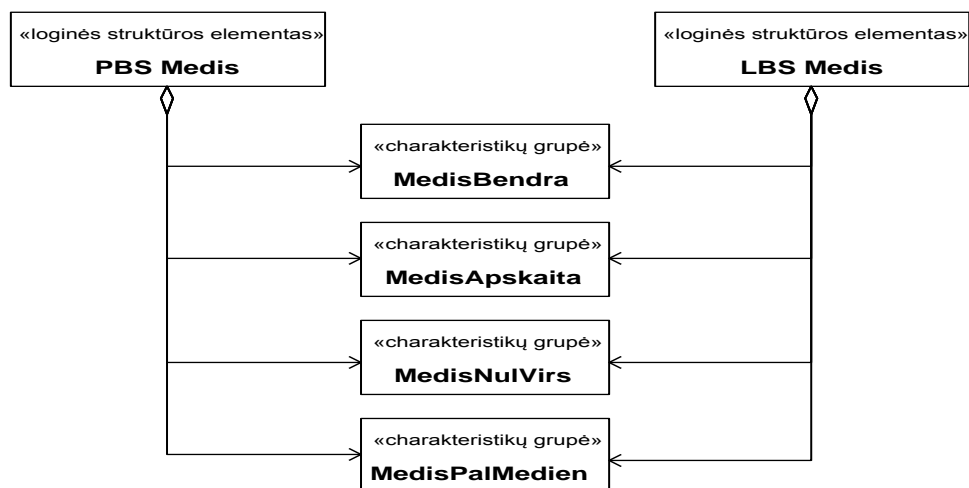 «loginės struktūros elementas»
PBS Medis
«loginės struktūros elementas»
LBS Medis
«charakteristikų grupė»
MedisBendra
«charakteristikų grupė»
MedisApskaita
«charakteristikų grupė»
MedisNulVirs
«charakteristikų grupė»
MedisPalMedien